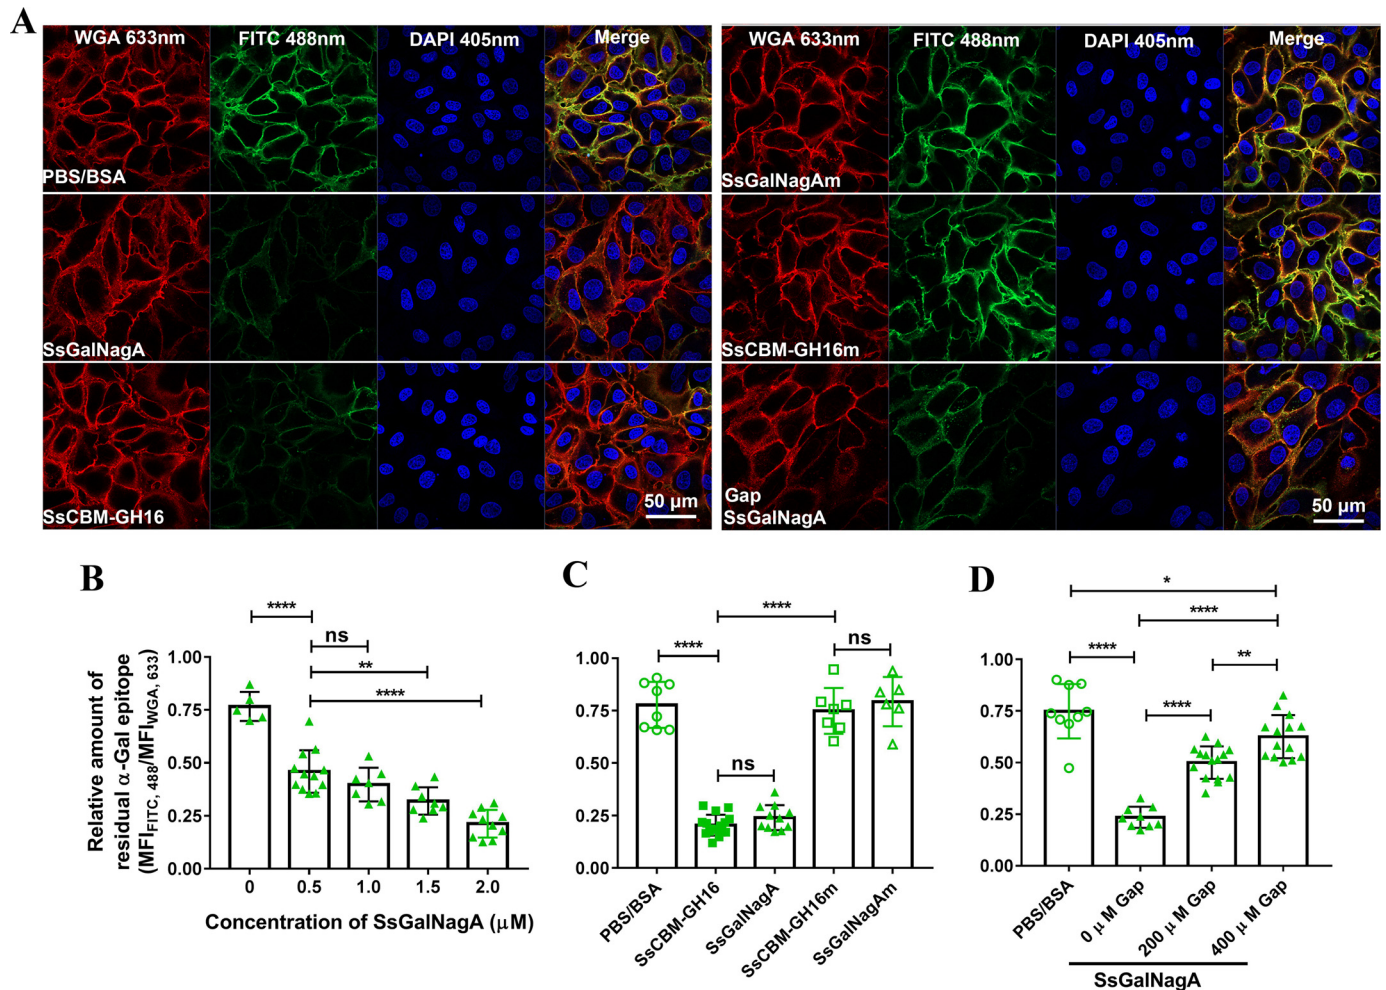 A
WGA 633nm FITC 488nm DAPI 405nm Merge
PBS/BSA
SsGalNagA
SsCBM-GH16
50 µm
WGA 633nm FITC 488nm DAPI 405nm Merge
SsGalNagAm
SsCBM-GH16m
Gap
SsGalNagA
50 µm
B
Relative amount of
residual α-Gal epitope
(MFIFITC, 488/MFIWGA, 633)
1.00
0.75
0.50
0.25
0.00
****
ns
**
****
0 0.5 1.0 1.5 2.0
Concentration of SsGalNagA (µM)
C
1.00
0.75
0.50
0.25
0.00
****
****
ns
ns
PBS/BSA
SsCBM-GH16
SsGalNagA
SsCBM-GH16m
SsGalNagAm
D
1.00
0.75
0.50
0.25
0.00
*
****
****
**
****
PBS/BSA
0 µM Gap
200 µM Gap
400 µM Gap
SsGalNagA